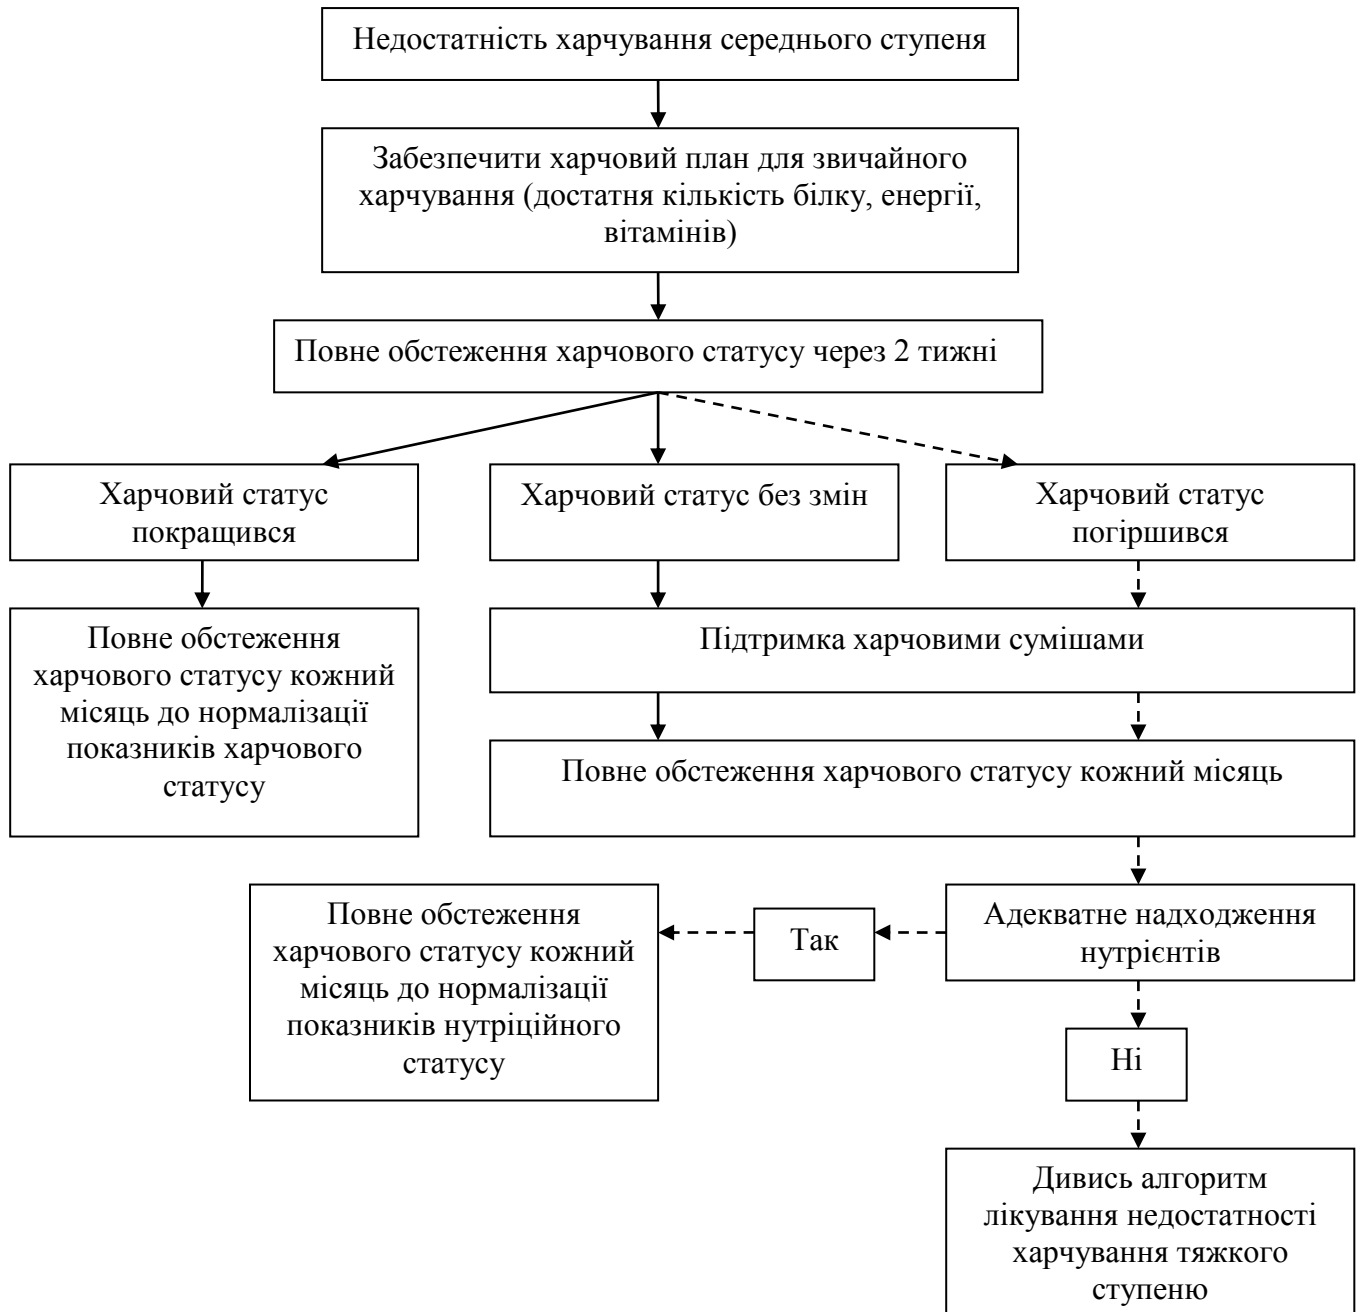 Недостатність харчування середнього ступеня
Забезпечити харчовий план для звичайного
харчування (достатня кількість білку, енергії,
вітамінів)
Повне обстеження харчового статусу через 2 тижні
Харчовий статус
покращився
Харчовий статус без змін
Харчовий статус
погіршився
Повне обстеження
харчового статусу кожний
місяць до нормалізації
показників харчового
статусу
Підтримка харчовими сумішами
Повне обстеження харчового статусу кожний місяць
Повне обстеження
харчового статусу кожний
місяць до нормалізації
показників нутріційного
статусу
Так
Адекватне надходження
нутрієнтів
Ні
Дивись алгоритм
лікування недостатності
харчування тяжкого
ступеню